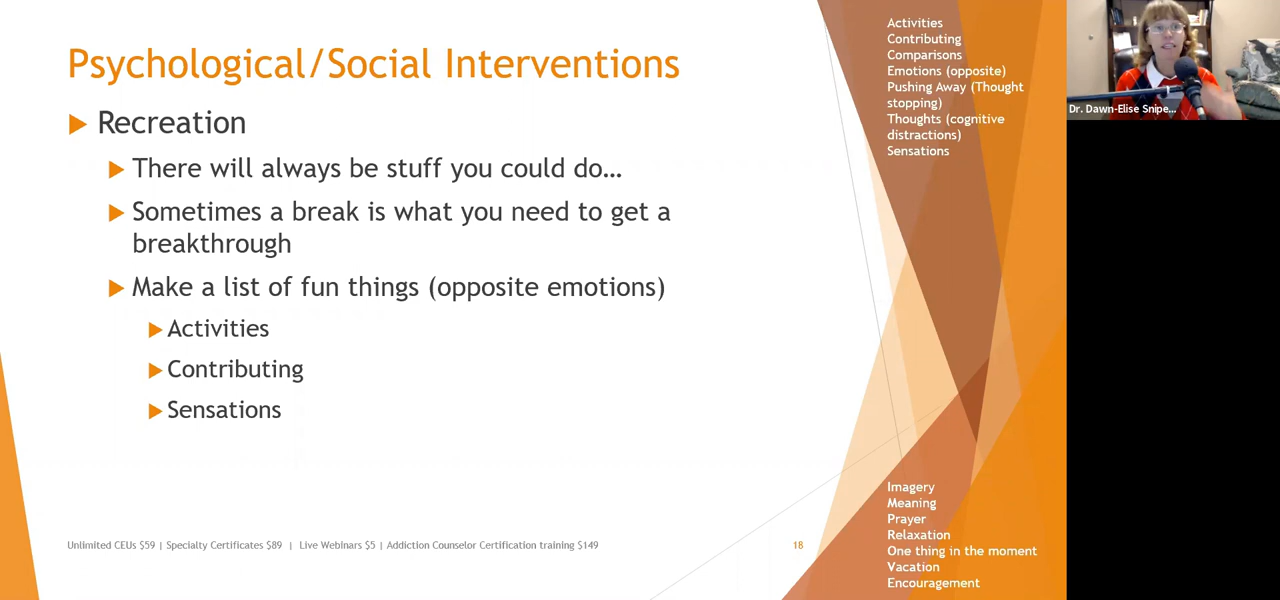 Psychological/Social Interventions
Recreation
There will always be stuff you could do…
Sometimes a break is what you need to get a
breakthrough
Make a list of fun things (opposite emotions)
Activities
Contributing
Sensations
Unlimited CEUs $59 | Specialty Certificates $89 | Live Webinars $5 | Addiction Counselor Certification training $149
18
Activities
Contributing
Comparisons
Emotions (opposite)
Pushing Away (Thought
stopping)
Thoughts (cognitive
distractions)
Sensations
Imagery
Meaning
Prayer
Relaxation
One thing in the moment
Vacation
Encouragement
Dr. Dawn-Elise Snipe...